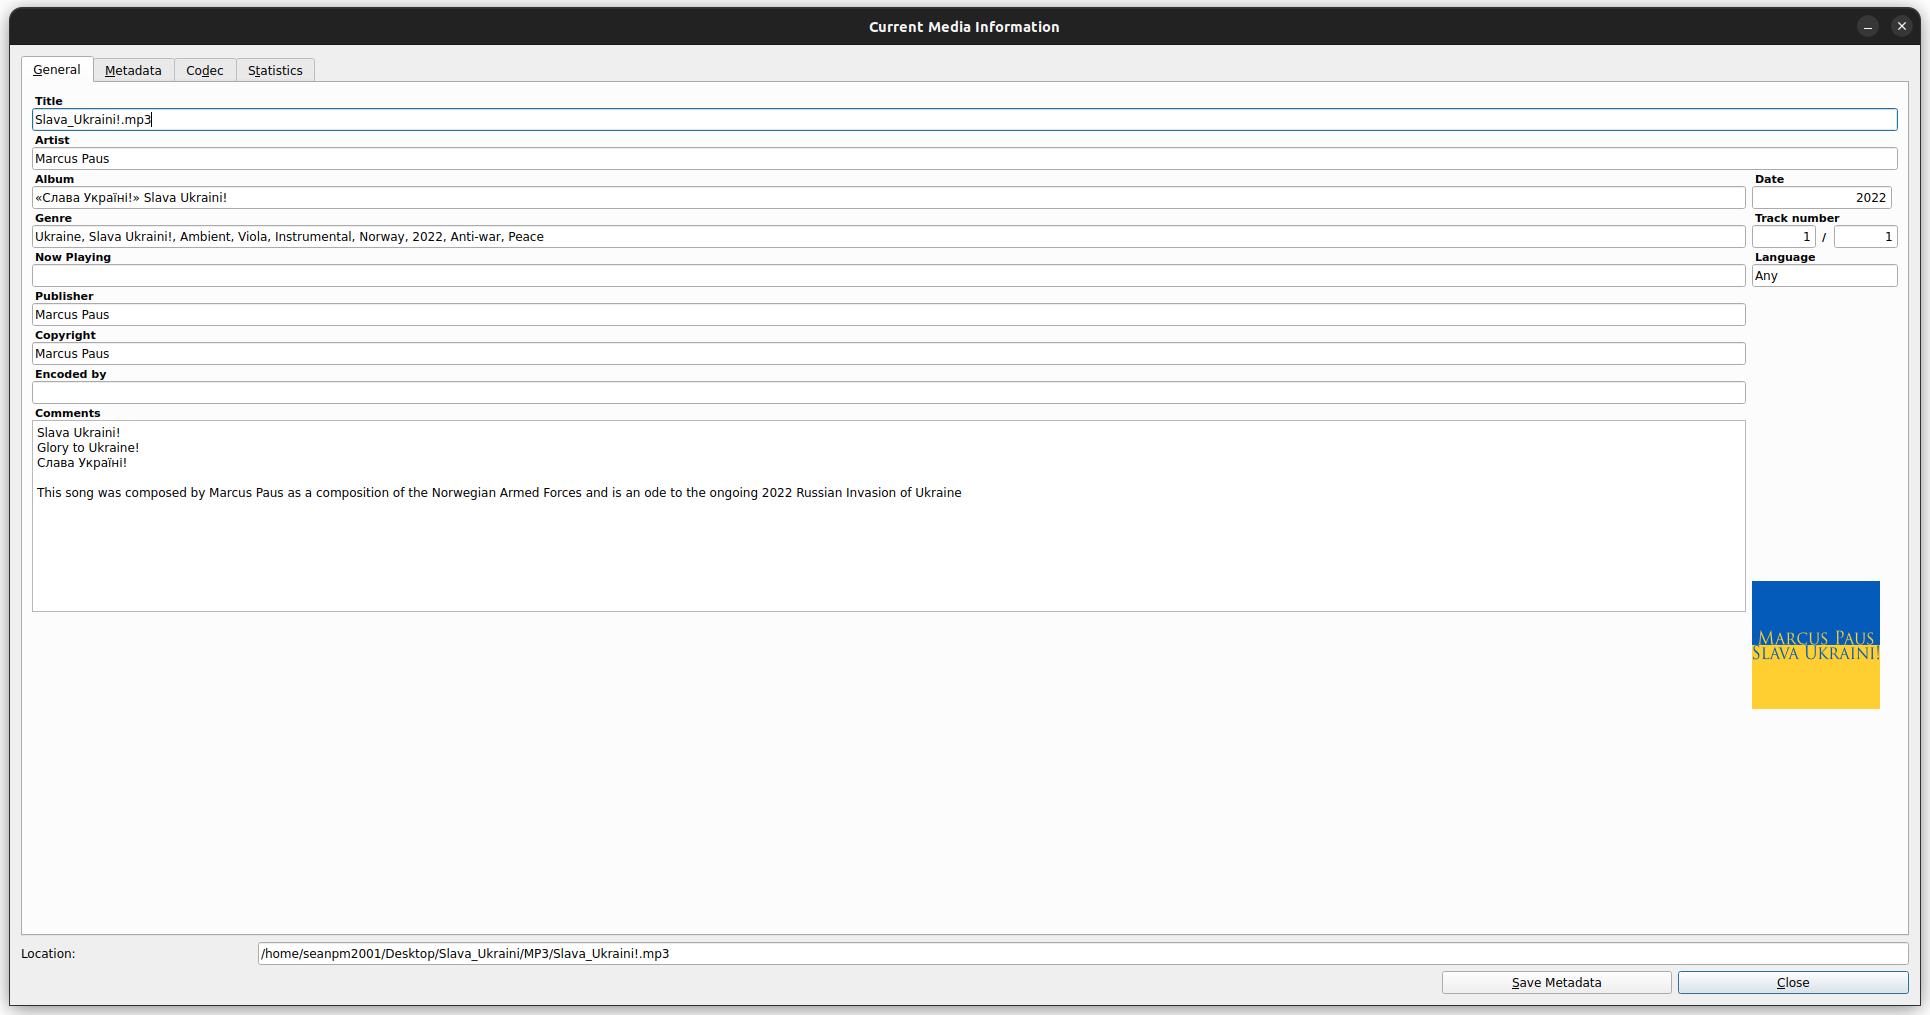 Current Media Information
General
Metadata
Codec
Statistics
Title
Slava_Ukraini!.mp3
Artist
Marcus Paus
Album
Date
«Слава Україні!» Slava Ukraini!
2022
Genre
Track number
Ukraine, Slava Ukraini!, Ambient, Viola, Instrumental, Norway, 2022, Anti-war, Peace
1 / 1
Now Playing
Language
Any
Publisher
Marcus Paus
Copyright
Marcus Paus
Encoded by
Comments
Slava Ukraini!
Glory to Ukraine!
Слава Україні!
This song was composed by Marcus Paus as a composition of the Norwegian Armed Forces and is an ode to the ongoing 2022 Russian Invasion of Ukraine
Marcus Paus
Slava Ukraini!
Location:
/home/seanpm2001/Desktop/Slava_Ukraini/MP3/Slava_Ukraini!.mp3
Save Metadata
Close